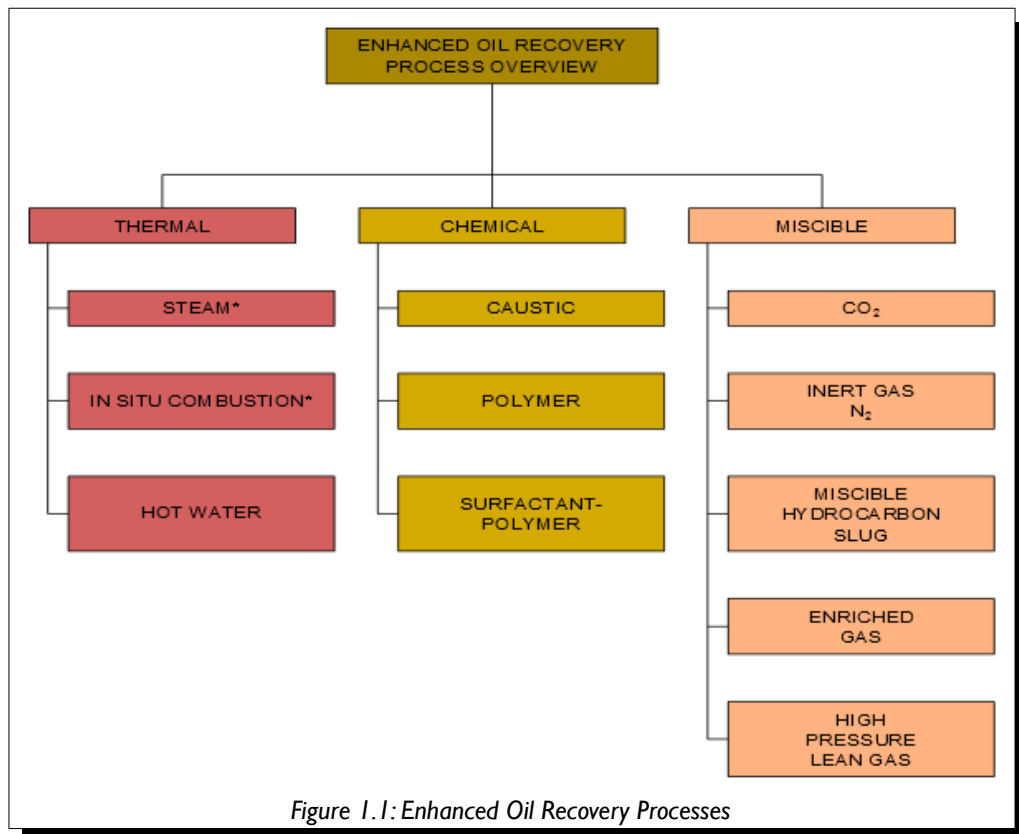 ENHANCED OIL RECOVERY
PROCESS OVERVIEW
THERMAL
STEAM*
IN SITU COMBUSTION*
HOT WATER
CHEMICAL
CAUSTIC
POLYMER
SURFACTANT-
POLYMER
MISCIBLE
CO₂
INERT GAS
N₂
MISCIBLE
HYDROCARBON
SLUG
ENRICHED
GAS
HIGH
PRESSURE
LEAN GAS
Figure 1.1: Enhanced Oil Recovery Processes